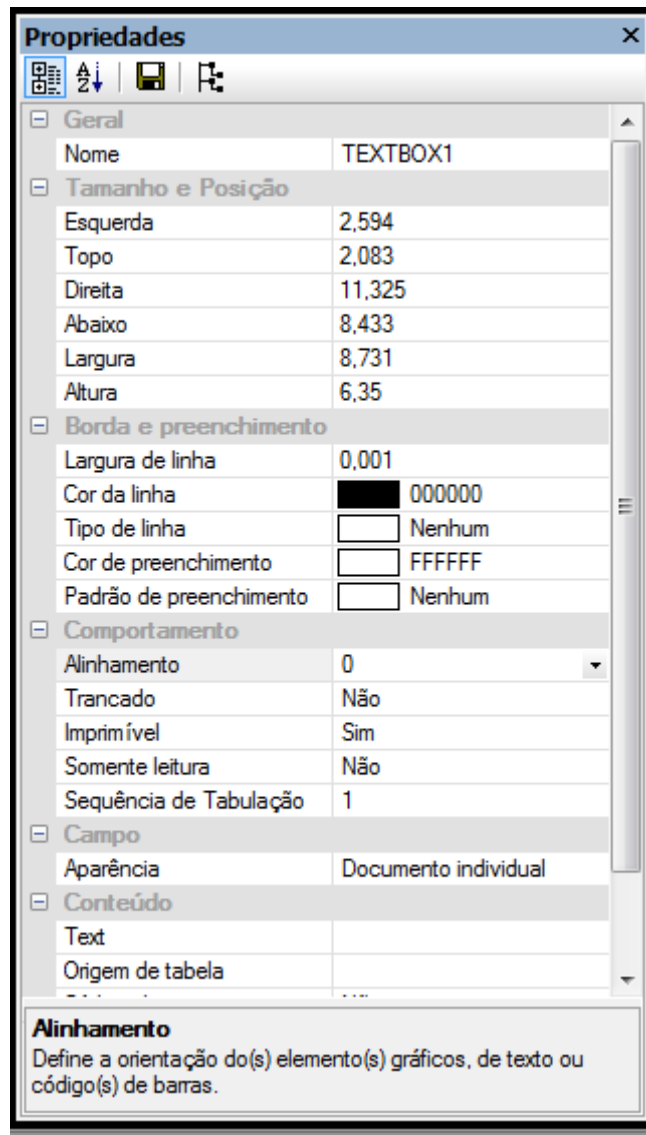 Propriedades
Geral
Nome TEXTBOX1
Tamanho e Posição
Esquerda 2,594
Topo 2,083
Direita 11,325
Abaixo 8,433
Largura 8,731
Altura 6,35
Borda e preenchimento
Largura de linha 0,001
Cor da linha 000000
Tipo de linha Nenhum
Cor de preenchimento FFFFFF
Padrão de preenchimento Nenhum
Comportamento
Alinhamento 0
Trancado Não
Imprimível Sim
Somente leitura Não
Sequência de Tabulação 1
Campo
Aparência Documento individual
Conteúdo
Text
Origem de tabela
Alinhamento
Define a orientação do(s) elemento(s) gráficos, de texto ou
código(s) de barras.